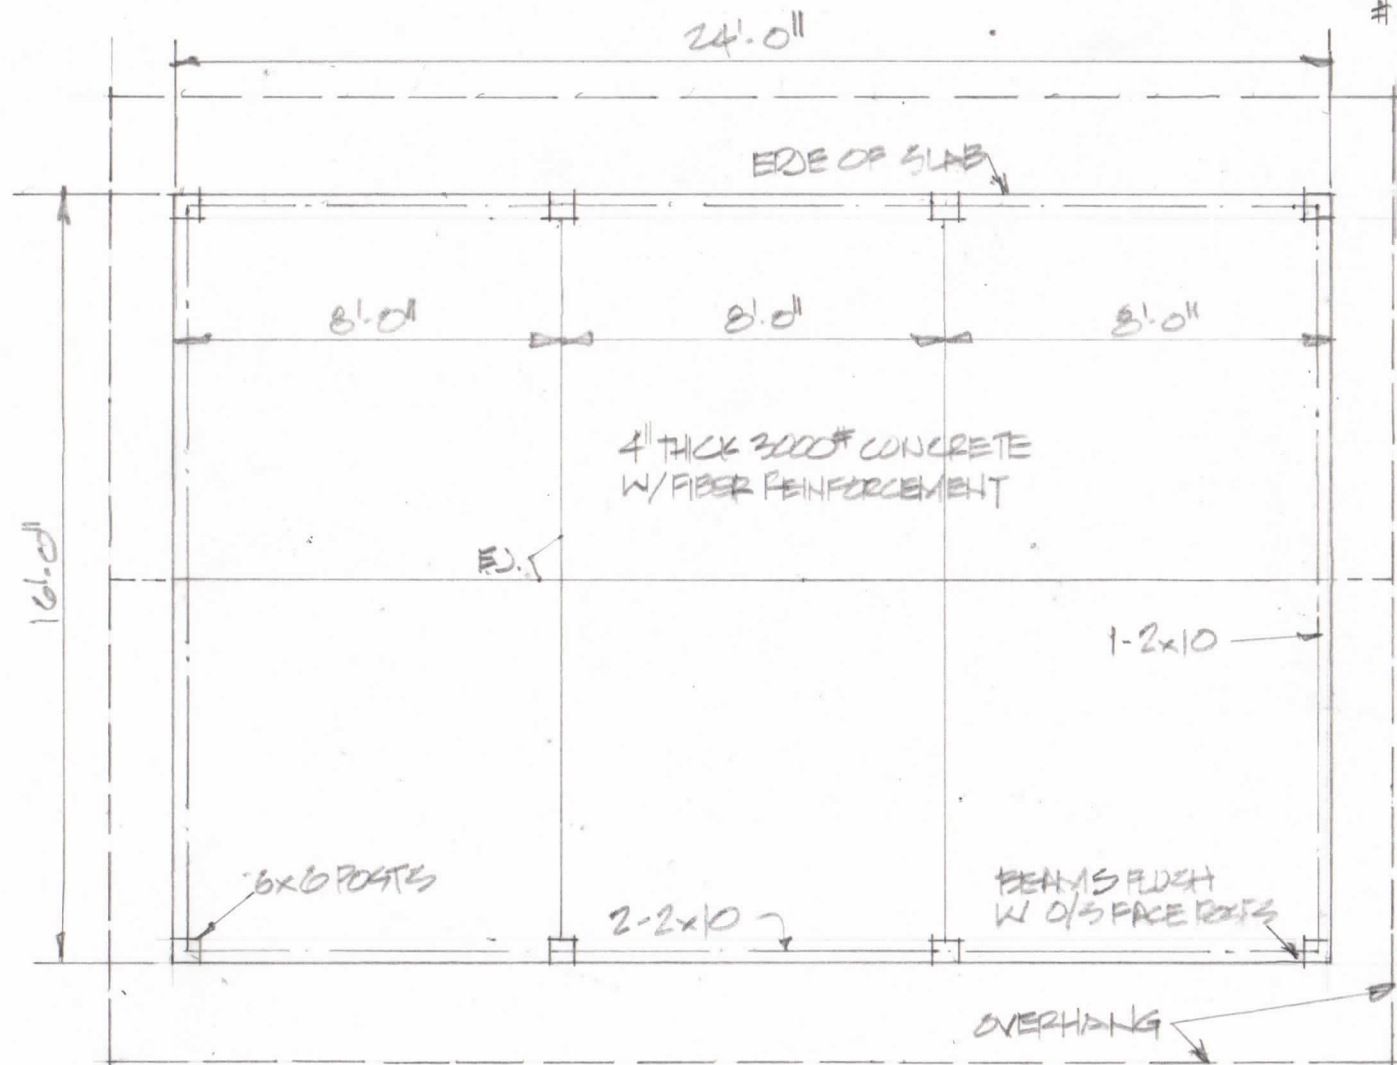 #
24'-0"
EDGE OF SLAB
8'-0"
8'-0"
8'-0"
4" THICK 3000# CONCRETE
W/ FIBER REINFORCEMENT
16'-0"
E.J.
1-2x10
6x6 POSTS
2-2x10
BEAMS FLUSH
W O/S FACE POSTS
OVERHANG